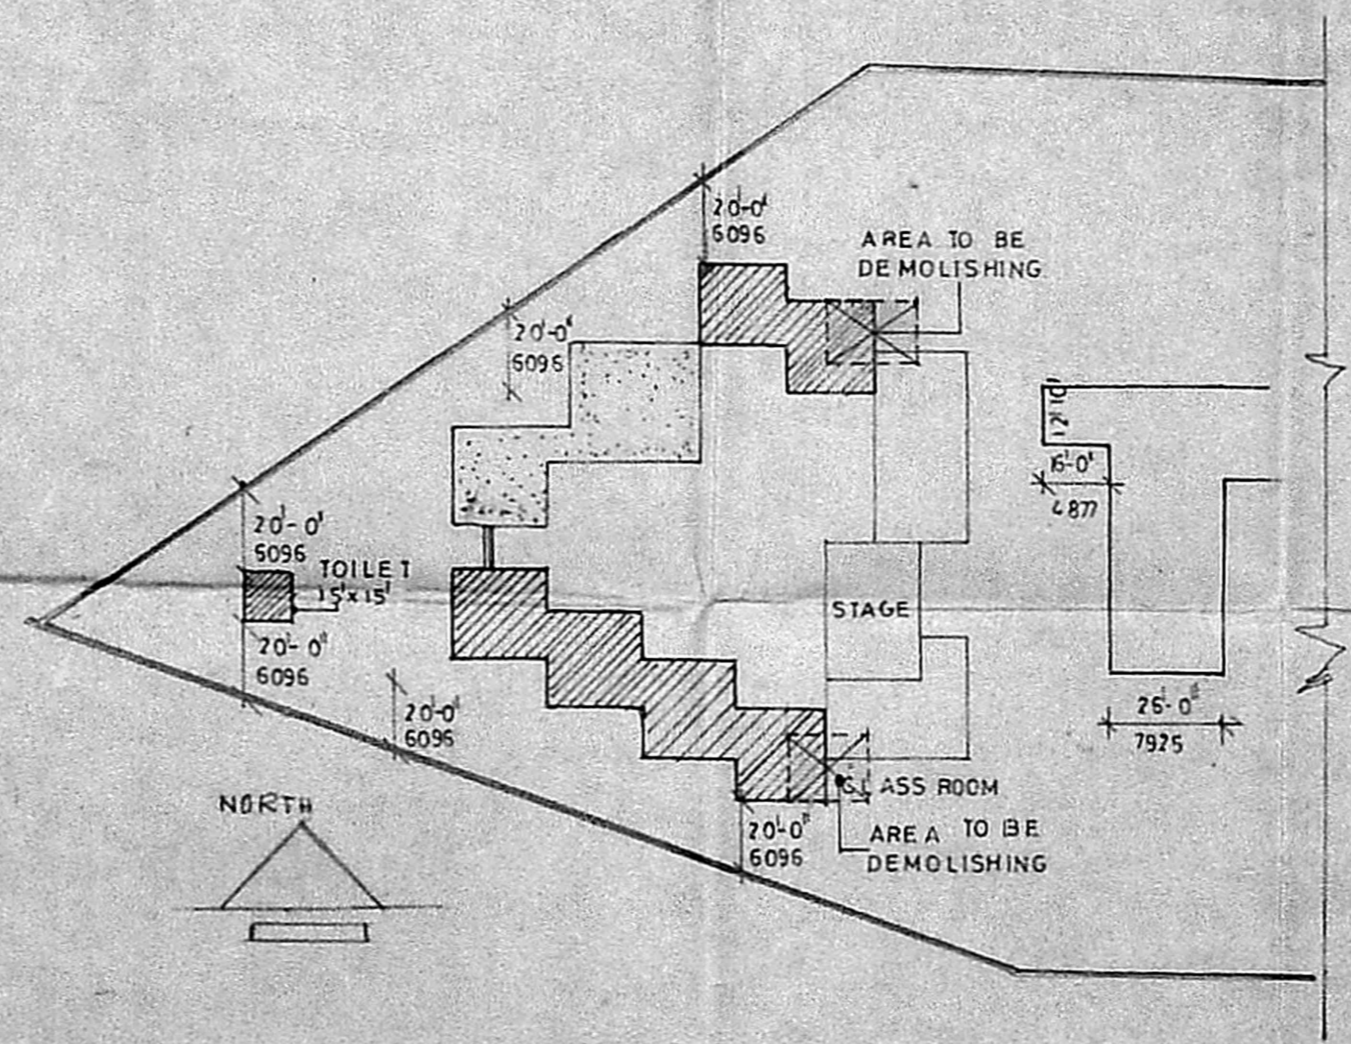 20'-0"
6096
AREA TO BE
DEMOLISHING
20'-0"
6096
12'10"
16'-0"
4877
20'-0"
6096
TOILET
15'x15'
STAGE
20'-0"
6096
20'-0"
6096
26'-0"
7925
CLASS ROOM
NORTH
20'-0"
6096
AREA TO BE
DEMOLISHING